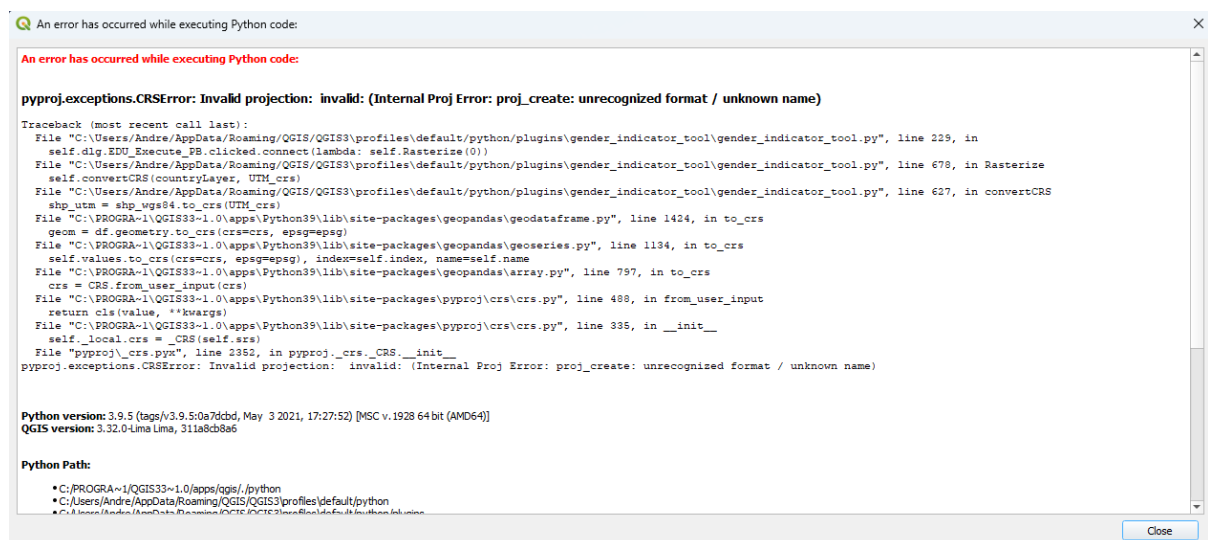 An error has occurred while executing Python code:
An error has occurred while executing Python code:
pyproj.exceptions.CRSError: Invalid projection:  invalid: (Internal Proj Error: proj_create: unrecognized format / unknown name)
Traceback (most recent call last):
File "C:\Users/Andre/AppData/Roaming/QGIS/QGIS3\profiles\default/python/plugins\gender_indicator_tool\gender_indicator_tool.py", line 229, in
self.dlg.EDU_Execute_PB.clicked.connect(lambda: self.Rasterize(0))
File "C:\Users/Andre/AppData/Roaming/QGIS/QGIS3\profiles\default/python/plugins\gender_indicator_tool\gender_indicator_tool.py", line 678, in Rasterize
self.convertCRS(countryLayer, UTM_crs)
File "C:\Users/Andre/AppData/Roaming/QGIS/QGIS3\profiles\default/python/plugins\gender_indicator_tool\gender_indicator_tool.py", line 627, in convertCRS
shp_utm = shp_wgs84.to_crs(UTM_crs)
File "C:\PROGRA~1\QGIS33~1.0\apps\Python39\lib\site-packages\geopandas\geodataframe.py", line 1424, in to_crs
geom = df.geometry.to_crs(crs=crs, epsg=epsg)
File "C:\PROGRA~1\QGIS33~1.0\apps\Python39\lib\site-packages\geopandas\geoseries.py", line 1134, in to_crs
self.values.to_crs(crs=crs, epsg=epsg), index=self.index, name=self.name
File "C:\PROGRA~1\QGIS33~1.0\apps\Python39\lib\site-packages\geopandas\array.py", line 797, in to_crs
crs = CRS.from_user_input(crs)
File "C:\PROGRA~1\QGIS33~1.0\apps\Python39\lib\site-packages\pyproj\crs\crs.py", line 488, in from_user_input
return cls(value, **kwargs)
File "C:\PROGRA~1\QGIS33~1.0\apps\Python39\lib\site-packages\pyproj\crs\crs.py", line 335, in __init__
self._local.crs = _CRS(self.srs)
File "pyproj\_crs.pyx", line 2352, in pyproj._crs._CRS.__init__
pyproj.exceptions.CRSError: Invalid projection:  invalid: (Internal Proj Error: proj_create: unrecognized format / unknown name)
Python version: 3.9.5 (tags/v3.9.5:0a7dcbd, May  3 2021, 17:27:52) [MSC v.1928 64 bit (AMD64)]
QGIS version: 3.32.0-Lima Lima, 311a8cb8a6
Python Path:
• C:/PROGRA~1/QGIS33~1.0/apps/qgis/./python
• C:/Users/Andre/AppData/Roaming/QGIS/QGIS3\profiles\default/python
• C:/Users/Andre/AppData/Roaming/QGIS/QGIS3\profiles\default/python/plugins
Close